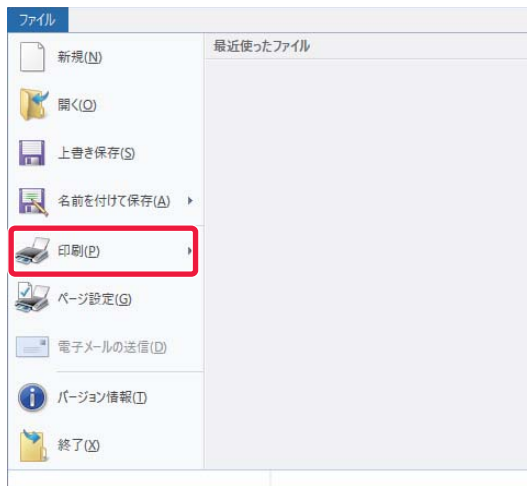 ファイル
最近使ったファイル
新規(N)
開く(O)
上書き保存(S)
名前を付けて保存(A)
印刷(P)
ページ設定(G)
電子メールの送信(D)
バージョン情報(T)
終了(X)